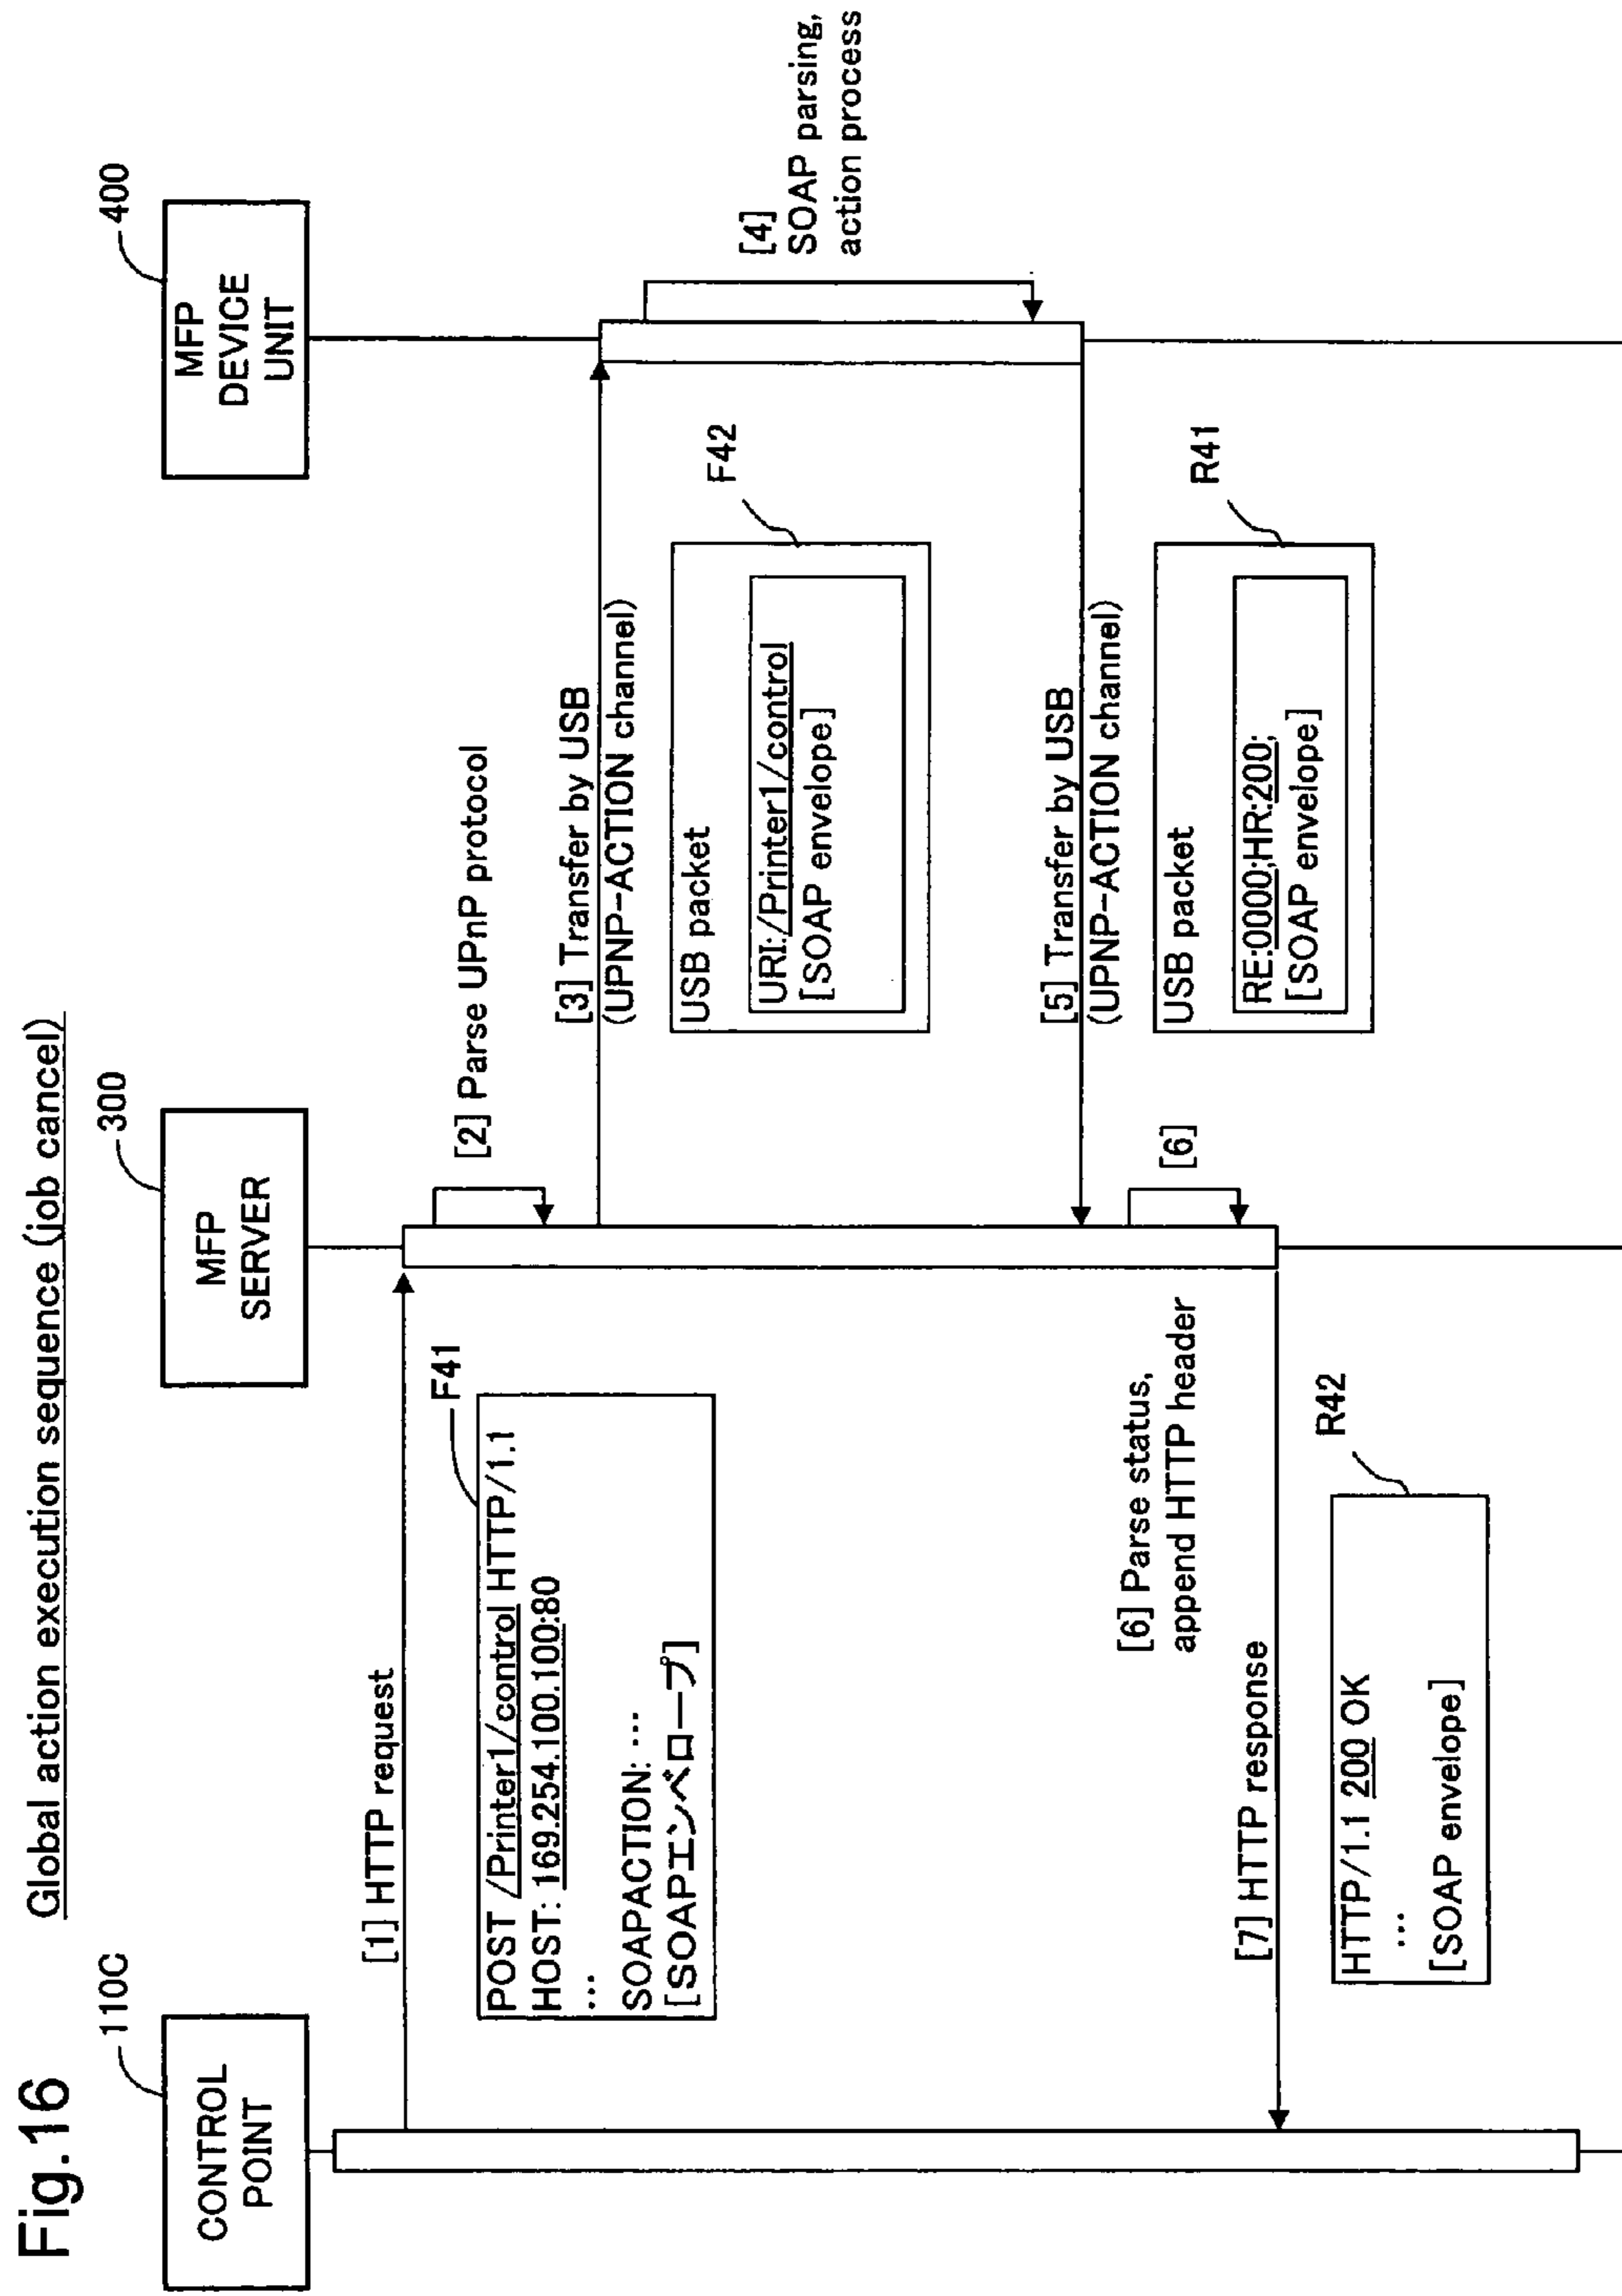 Fig.16
Global action execution sequence (job cancel)
110C
CONTROL
POINT
300
MFP
SERVER
400
MFP
DEVICE
UNIT
[1] HTTP request
F41
POST /Printer1/control HTTP/1.1
HOST: 169.254.100.100:80
...
SOAPACTION: ...
[SOAPエンベロープ]
[2] Parse UPnP protocol
[3] Transfer by USB
(UPNP-ACTION channel)
F42
USB packet
URI:/Printer1/control
[SOAP envelope]
[4]
SOAP parsing,
action process
[5] Transfer by USB
(UPNP-ACTION channel)
R41
USB packet
RE:0000;HR:200;
[SOAP envelope]
[6]
[6] Parse status,
append HTTP header
[7] HTTP response
R42
HTTP/1.1 200 OK
...
[SOAP envelope]